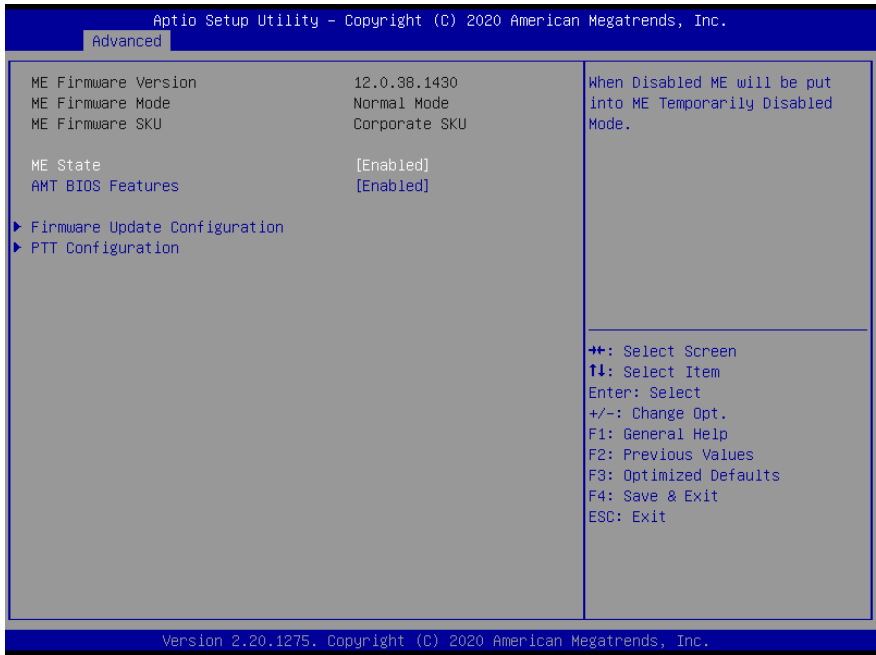 Aptio Setup Utility – Copyright (C) 2020 American Megatrends, Inc.
Advanced
ME Firmware Version 12.0.38.1430
ME Firmware Mode Normal Mode
ME Firmware SKU Corporate SKU
ME State [Enabled]
AMT BIOS Features [Enabled]
▶ Firmware Update Configuration
▶ PTT Configuration
When Disabled ME will be put
into ME Temporarily Disabled
Mode.
→←: Select Screen
↑↓: Select Item
Enter: Select
+/-: Change Opt.
F1: General Help
F2: Previous Values
F3: Optimized Defaults
F4: Save & Exit
ESC: Exit
Version 2.20.1275. Copyright (C) 2020 American Megatrends, Inc.